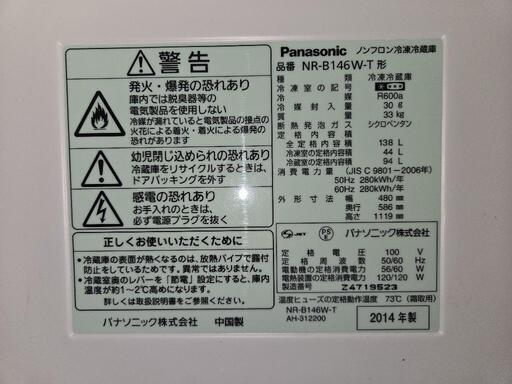 警告
発火・爆発の恐れあり
庫内では脱臭器等の
電気製品を使用しない
冷媒が漏れていると電気製品の接点の
火花による着火・着火による爆発
の恐れがあります
幼児閉じ込められの恐れあり
冷蔵庫をリサイクルするときは、
ドアパッキングを外す
感電の恐れあり
お手入れのときは、
必ず電源プラグを抜く
正しくお使いいただくために
・冷蔵庫の表面が熱くなるのは、放熱パイプで露付
防止をしているためです。異常ではありません。
・冷蔵室奥のレバーを「節電」設定にすると、庫内
温度が約1〜2℃高めになります。
詳しくは取扱説明書をご覧ください。
パナソニック株式会社 中国製
Panasonic ノンフロン冷凍冷蔵庫
品番 NR-B146W-T 形
種類 冷凍冷蔵庫
冷凍室の記号
冷媒 R600a
冷媒封入量 30 g
質量 33 kg
断熱発泡ガス シクロペンタン
定格内容積
全定格内容積 138 L
冷凍室の定格内容積 44 L
冷蔵室の定格内容積 94 L
消費電力量 (JIS C 9801−2006年)
50Hz 280kWh/年
60Hz 280kWh/年
外形寸法 幅 480 mm
奥行 586 mm
高さ 1119 mm
JET PS E パナソニック株式会社
定格電圧 100 V
定格周波数 50/60 Hz
電動機の定格消費電力 56/60 W
電熱装置の定格消費電力 120/120 W
製造番号 Z4719523
温度ヒューズの定格動作温度 73℃ (霜取用)
NR-B146W-T
AH-312200
2014 年製